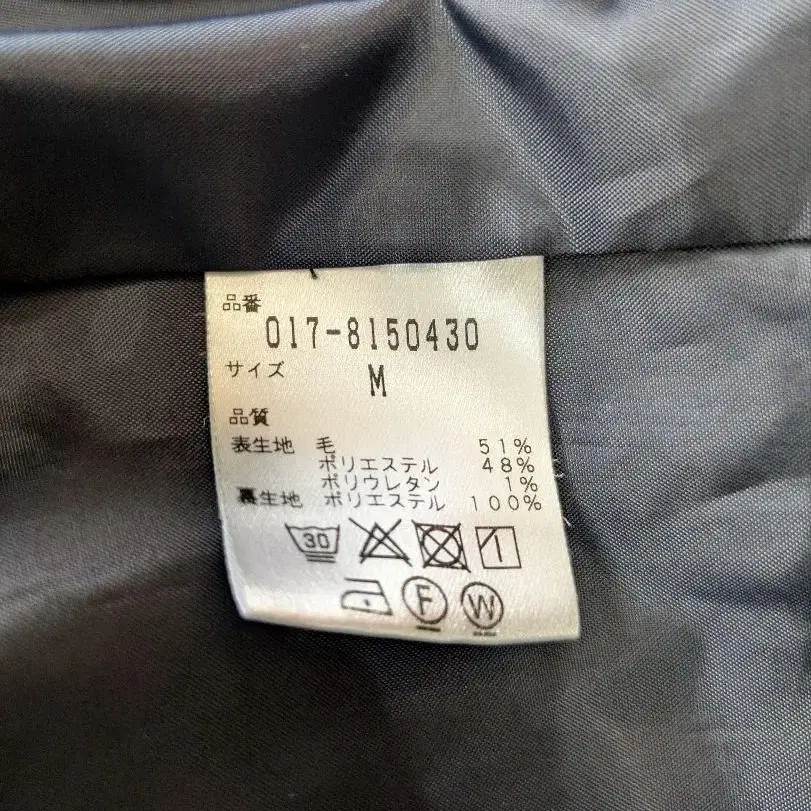 品番
017-8150430
サイズ M
品質
表生地 毛 51%
ポリエステル 48%
ポリウレタン 1%
裏生地 ポリエステル 100%
30
F W